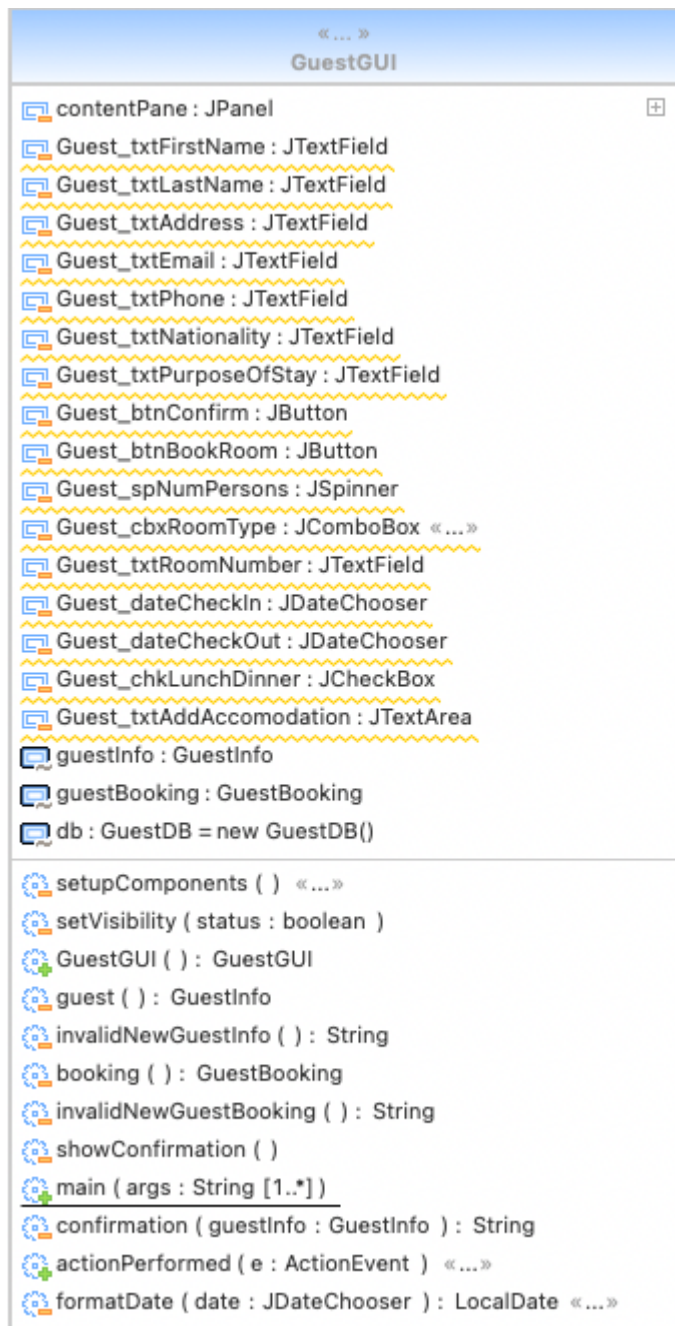 «...»
GuestGUI
contentPane : JPanel
Guest_txtFirstName : JTextField
Guest_txtLastName : JTextField
Guest_txtAddress : JTextField
Guest_txtEmail : JTextField
Guest_txtPhone : JTextField
Guest_txtNationality : JTextField
Guest_txtPurposeOfStay : JTextField
Guest_btnConfirm : JButton
Guest_btnBookRoom : JButton
Guest_spNumPersons : JSpinner
Guest_cbxRoomType : JComboBox «...»
Guest_txtRoomNumber : JTextField
Guest_dateCheckIn : JDateChooser
Guest_dateCheckOut : JDateChooser
Guest_chkLunchDinner : JCheckBox
Guest_txtAddAccomodation : JTextArea
guestInfo : GuestInfo
guestBooking : GuestBooking
db : GuestDB = new GuestDB()
setupComponents ( ) «...»
setVisibility ( status : boolean )
GuestGUI ( ) : GuestGUI
guest ( ) : GuestInfo
invalidNewGuestInfo ( ) : String
booking ( ) : GuestBooking
invalidNewGuestBooking ( ) : String
showConfirmation ( )
main ( args : String [1..*] )
confirmation ( guestInfo : GuestInfo ) : String
actionPerformed ( e : ActionEvent ) «...»
formatDate ( date : JDateChooser ) : LocalDate «...»